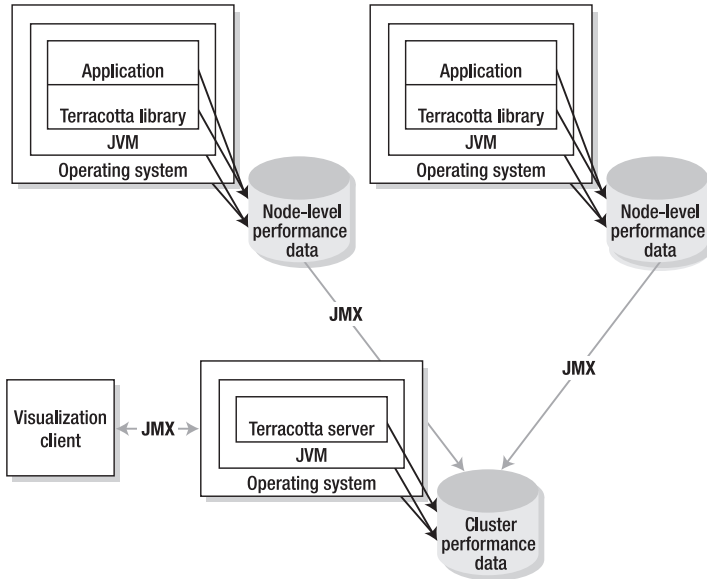 Application
Terracotta library
JVM
Operating system
Node-level
performance
data
Application
Terracotta library
JVM
Operating system
Node-level
performance
data
JMX
JMX
Visualization
client
JMX
Terracotta server
JVM
Operating system
Cluster
performance
data